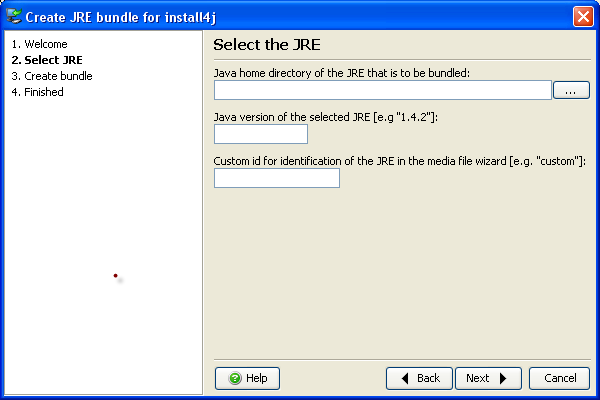 Create JRE bundle for install4j
1. Welcome
2. Select JRE
3. Create bundle
4. Finished
Select the JRE
Java home directory of the JRE that is to be bundled:
...
Java version of the selected JRE [e.g "1.4.2"]:
Custom id for identification of the JRE in the media file wizard [e.g. "custom"]:
Help
Back
Next
Cancel